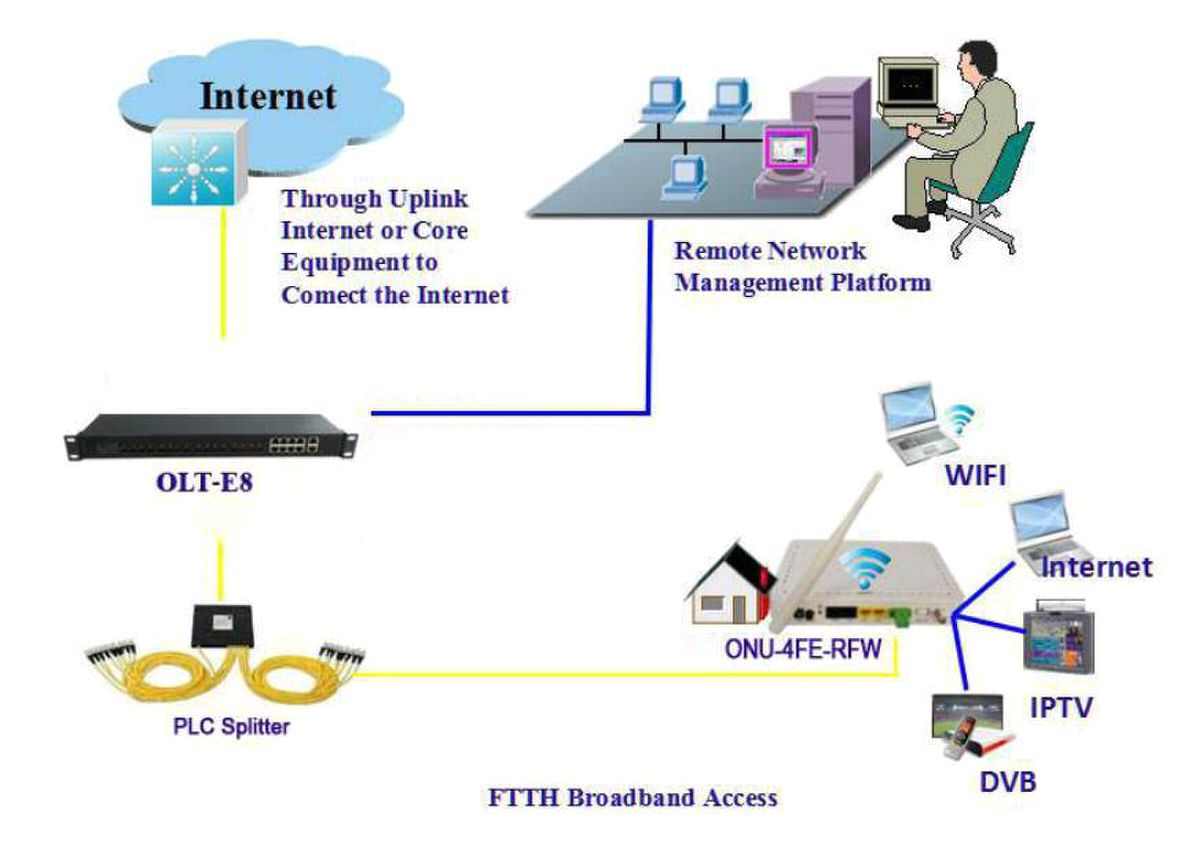 Internet
Through Uplink
Internet or Core
Equipment to
Comect the Internet
Remote Network
Management Platform
OLT-E8
WIFI
Internet
ONU-4FE-RFW
IPTV
PLC Splitter
DVB
FTTH Broadband Access